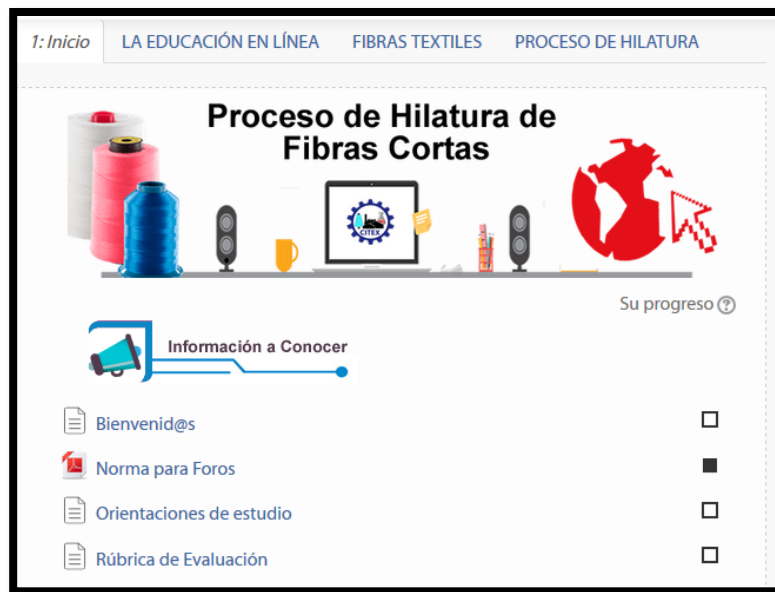 1: Inicio LA EDUCACIÓN EN LÍNEA FIBRAS TEXTILES PROCESO DE HILATURA
Proceso de Hilatura de
Fibras Cortas
CITEX
Su progreso
Información a Conocer
Bienvenid@s
Norma para Foros
Orientaciones de estudio
Rúbrica de Evaluación